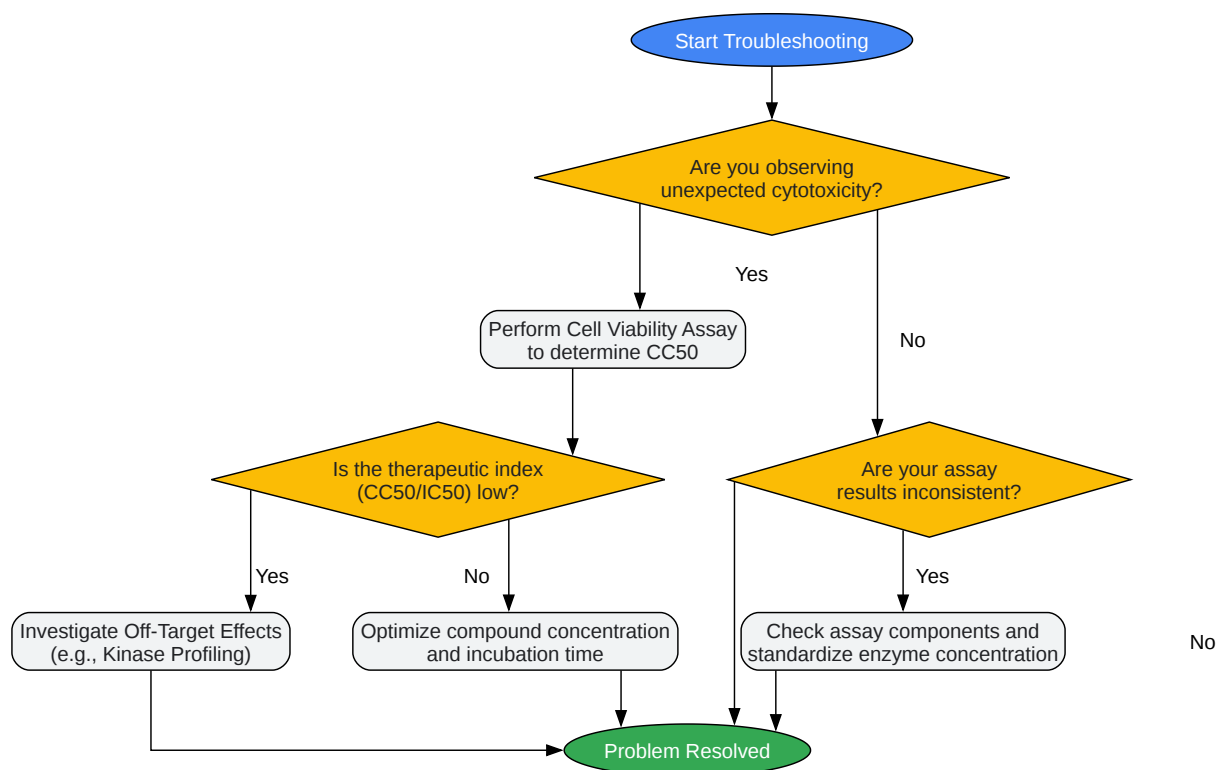 Start Troubleshooting
Are you observing
unexpected cytotoxicity?
Yes
Perform Cell Viability Assay
to determine CC50
No
Is the therapeutic index
(CC50/IC50) low?
Are your assay
results inconsistent?
Yes
No
Yes
Investigate Off-Target Effects
(e.g., Kinase Profiling)
Optimize compound concentration
and incubation time
Check assay components and
standardize enzyme concentration
No
Problem Resolved